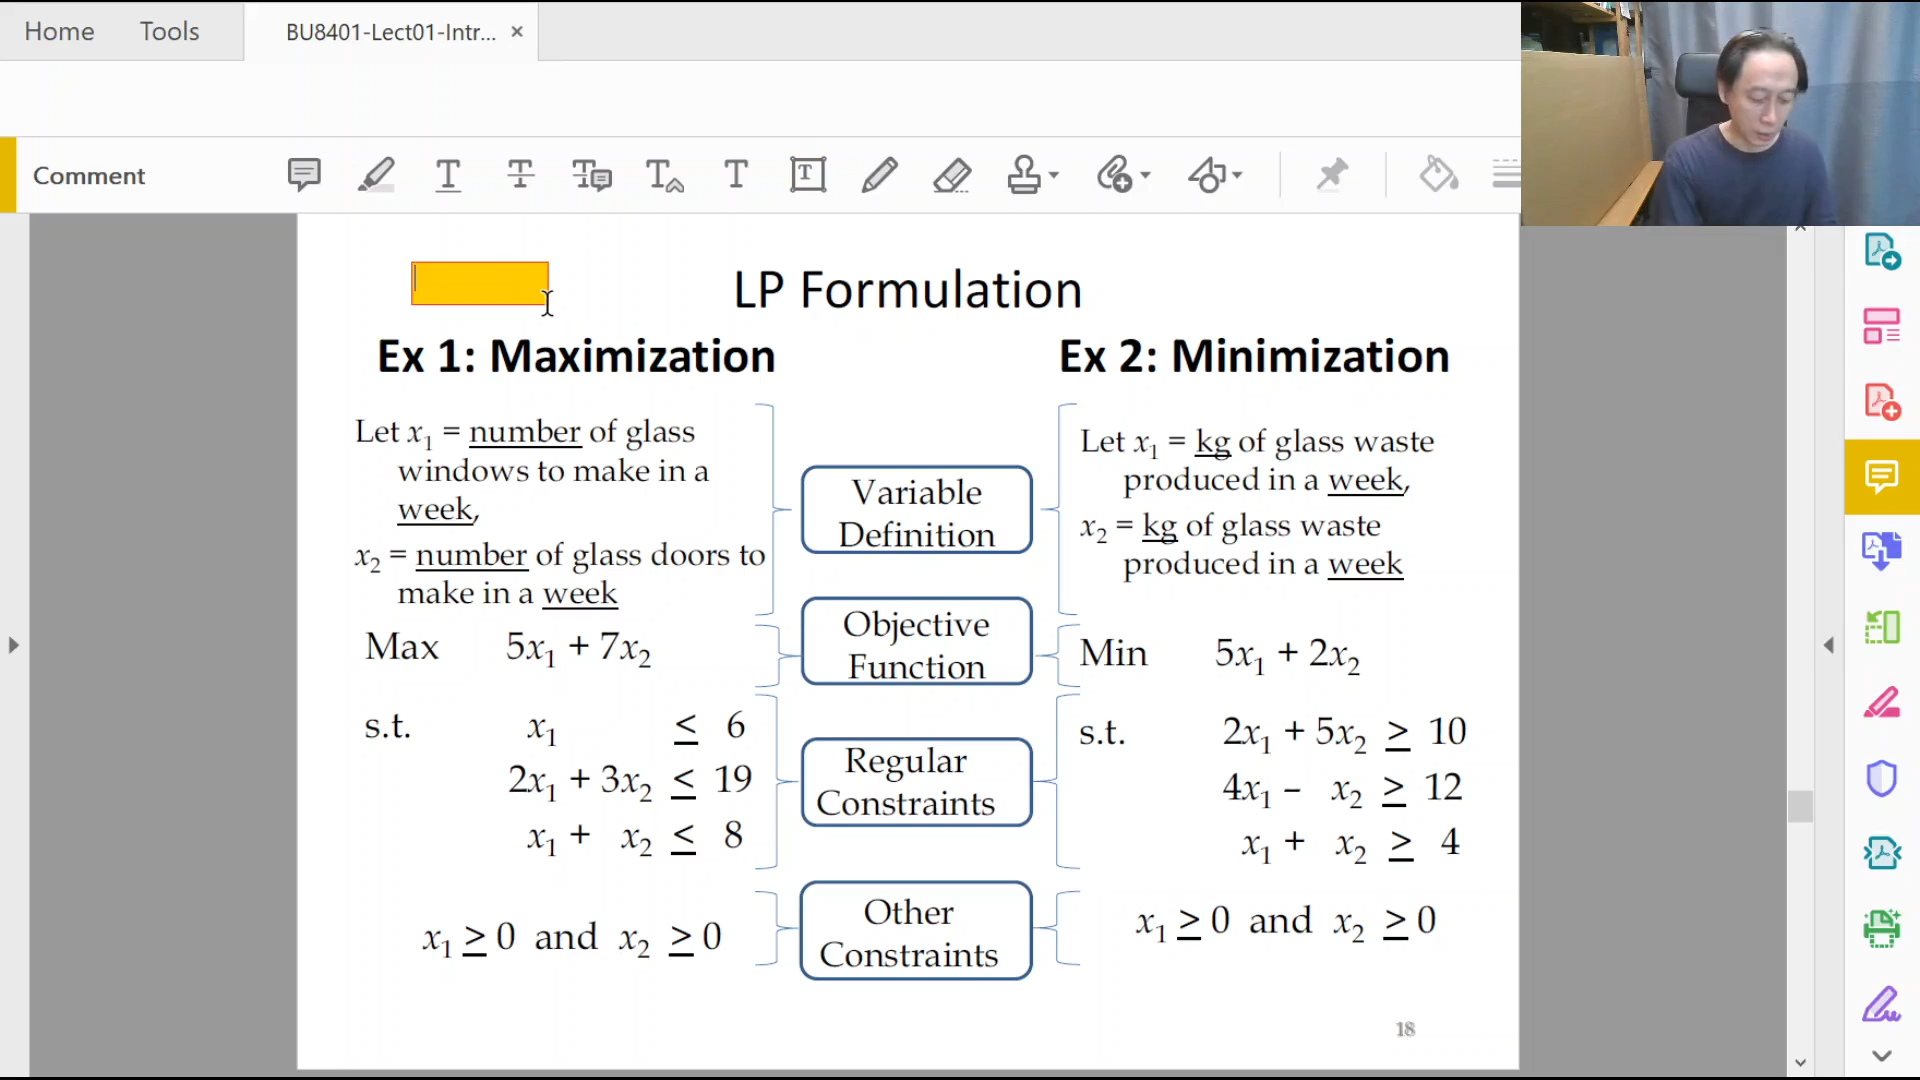 Home Tools BU8401-Lect01-Intr... ×
Comment
LP Formulation
Ex 1: Maximization
Let x₁ = number of glass
windows to make in a
week,
x₂ = number of glass doors to
make in a week
Max 5x₁ + 7x₂
s.t. x₁ ≤ 6
2x₁ + 3x₂ ≤ 19
x₁ + x₂ ≤ 8
x₁ ≥ 0 and x₂ ≥ 0
Variable
Definition
Objective
Function
Regular
Constraints
Other
Constraints
Ex 2: Minimization
Let x₁ = kg of glass waste
produced in a week,
x₂ = kg of glass waste
produced in a week
Min 5x₁ + 2x₂
s.t. 2x₁ + 5x₂ ≥ 10
4x₁ – x₂ ≥ 12
x₁ + x₂ ≥ 4
x₁ ≥ 0 and x₂ ≥ 0
18